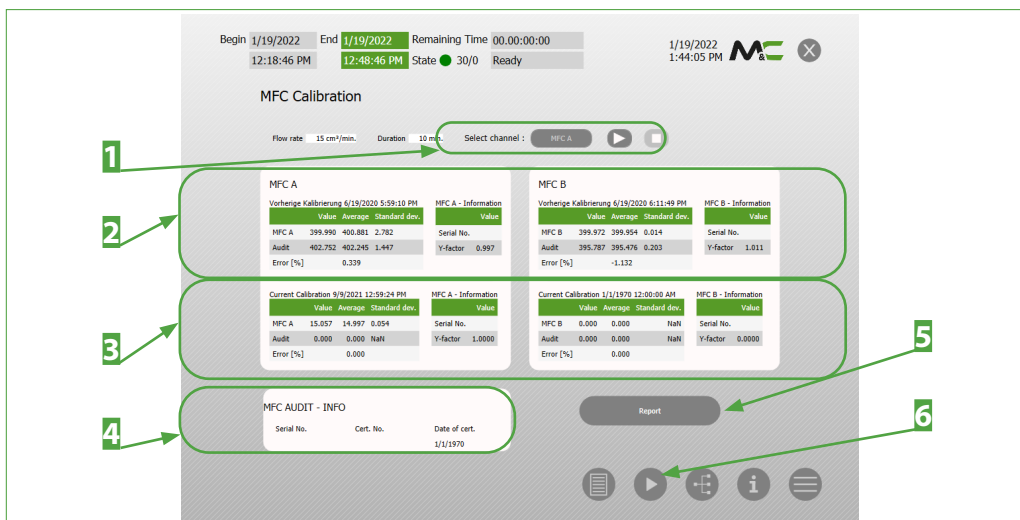 Begin 1/19/2022 End 1/19/2022 Remaining Time 00.00:00:00 1/19/2022
12:18:46 PM 12:48:46 PM State 30/0 Ready 1:44:05 PM M&C
MFC Calibration
Flow rate 15 cm³/min. Duration 10 min. Select channel : MFC A
1
MFC A MFC B
2
Vorherige Kalibrierung 6/19/2020 5:59:10 PM MFC A - Information Vorherige Kalibrierung 6/19/2020 6:11:49 PM MFC B - Information
Value Average Standard dev. Value Value Average Standard dev. Value
MFC A 399.990 400.881 2.782 Serial No. MFC B 399.972 399.954 0.014 Serial No.
Audit 402.752 402.245 1.447 Y-factor 0.997 Audit 395.787 395.476 0.203 Y-factor 1.011
Error [%] 0.339 Error [%] -1.132
Current Calibration 9/9/2021 12:59:24 PM MFC A - Information Current Calibration 1/1/1970 12:00:00 AM MFC B - Information
Value Average Standard dev. Value Value Average Standard dev. Value
MFC A 15.057 14.997 0.054 Serial No. MFC B 0.000 0.000 NaN Serial No.
3 Audit 0.000 0.000 NaN Y-factor 1.0000 Audit 0.000 0.000 NaN Y-factor 0.0000 5
Error [%] 0.000 Error [%] 0.000
MFC AUDIT - INFO Report
6
4 Serial No. Cert. No. Date of cert.
1/1/1970